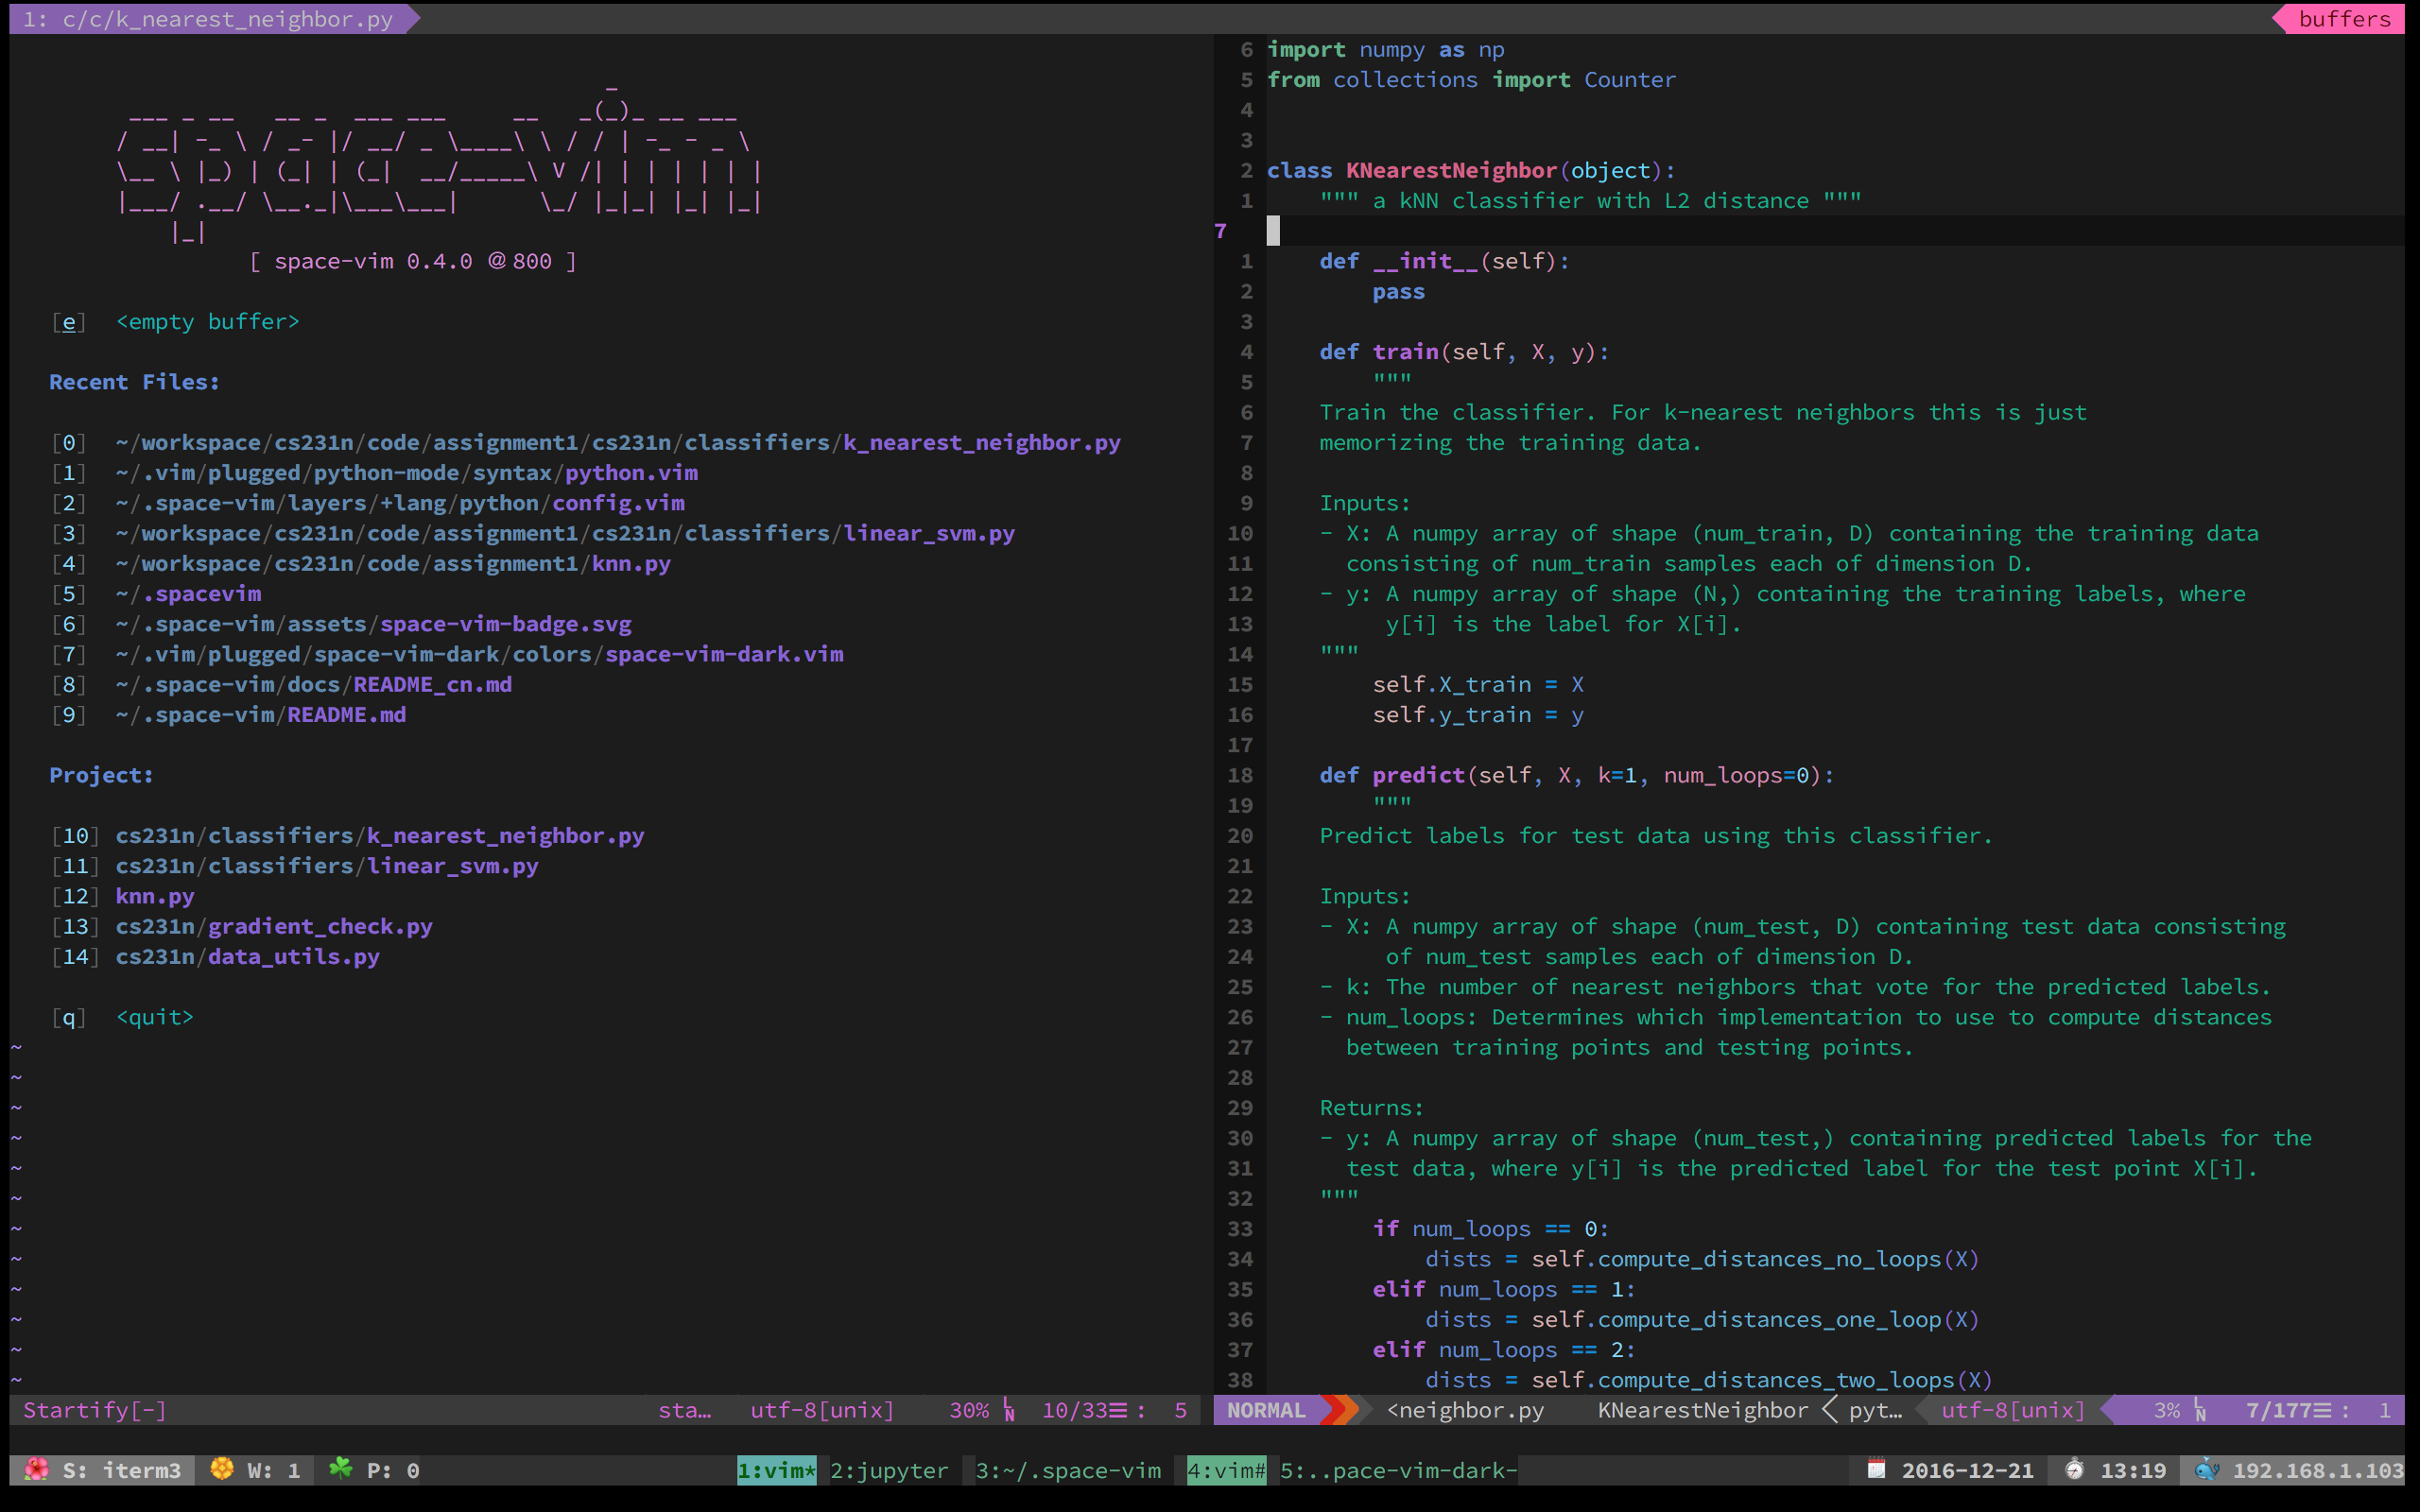 1: c/c/k_nearest_neighbor.py
buffers
[ space-vim 0.4.0 @800 ]
[e] <empty buffer>
Recent Files:
[0] ~/workspace/cs231n/code/assignment1/cs231n/classifiers/k_nearest_neighbor.py
[1] ~/.vim/plugged/python-mode/syntax/python.vim
[2] ~/.space-vim/layers/+lang/python/config.vim
[3] ~/workspace/cs231n/code/assignment1/cs231n/classifiers/linear_svm.py
[4] ~/workspace/cs231n/code/assignment1/knn.py
[5] ~/.spacevim
[6] ~/.space-vim/assets/space-vim-badge.svg
[7] ~/.vim/plugged/space-vim-dark/colors/space-vim-dark.vim
[8] ~/.space-vim/docs/README_cn.md
[9] ~/.space-vim/README.md
Project:
[10] cs231n/classifiers/k_nearest_neighbor.py
[11] cs231n/classifiers/linear_svm.py
[12] knn.py
[13] cs231n/gradient_check.py
[14] cs231n/data_utils.py
[q] <quit>
~
~
~
~
~
~
~
~
~
~
~
~
Startify[-] sta… utf-8[unix] 30% LN 10/33☰ : 5
6 import numpy as np
5 from collections import Counter
4
3
2 class KNearestNeighbor(object):
1     """ a kNN classifier with L2 distance """
7
1     def __init__(self):
2         pass
3
4     def train(self, X, y):
5         """
6     Train the classifier. For k-nearest neighbors this is just
7     memorizing the training data.
8
9     Inputs:
10     - X: A numpy array of shape (num_train, D) containing the training data
11       consisting of num_train samples each of dimension D.
12     - y: A numpy array of shape (N,) containing the training labels, where
13          y[i] is the label for X[i].
14     """
15         self.X_train = X
16         self.y_train = y
17
18     def predict(self, X, k=1, num_loops=0):
19         """
20     Predict labels for test data using this classifier.
21
22     Inputs:
23     - X: A numpy array of shape (num_test, D) containing test data consisting
24          of num_test samples each of dimension D.
25     - k: The number of nearest neighbors that vote for the predicted labels.
26     - num_loops: Determines which implementation to use to compute distances
27       between training points and testing points.
28
29     Returns:
30     - y: A numpy array of shape (num_test,) containing predicted labels for the
31       test data, where y[i] is the predicted label for the test point X[i].
32     """
33         if num_loops == 0:
34             dists = self.compute_distances_no_loops(X)
35         elif num_loops == 1:
36             dists = self.compute_distances_one_loop(X)
37         elif num_loops == 2:
38             dists = self.compute_distances_two_loops(X)
NORMAL <neighbor.py KNearestNeighbor < pyt… utf-8[unix] 3% LN 7/177☰ : 1
S: iterm3 W: 1 P: 0 1:vim* 2:jupyter 3:~/.space-vim 4:vim# 5:..pace-vim-dark- 2016-12-21 13:19 192.168.1.103